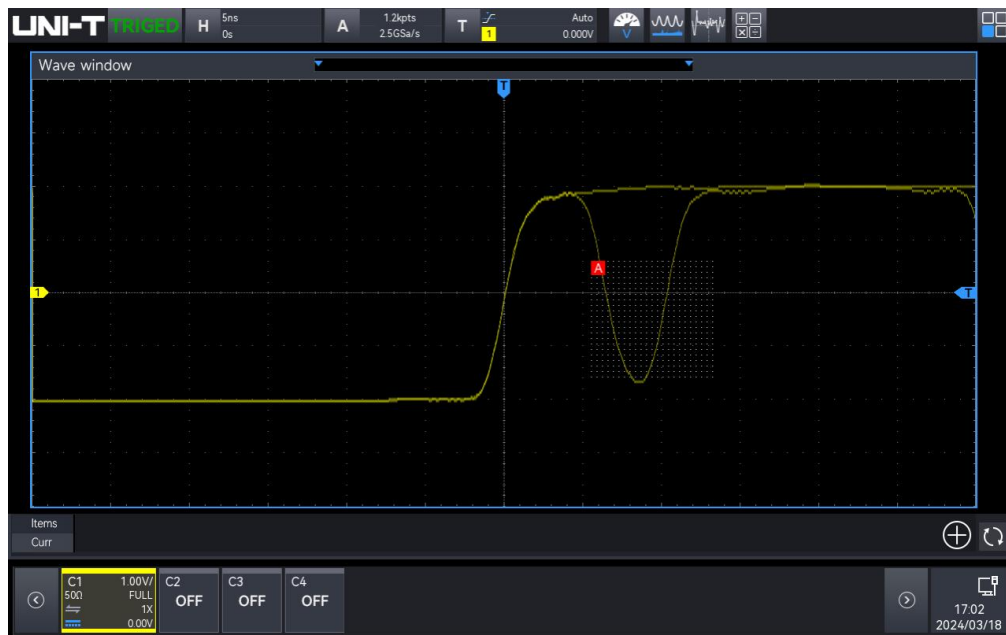 UNI-T TRIGED H 5ns A 1.2kpts T Auto
0s 2.5GSa/s 1 0.000V V
Wave window
T
A
1 T
Items
Curr
C1 1.00V/ C2 C3 C4
50Ω FULL OFF OFF OFF
1X
0.00V
17:02
2024/03/18